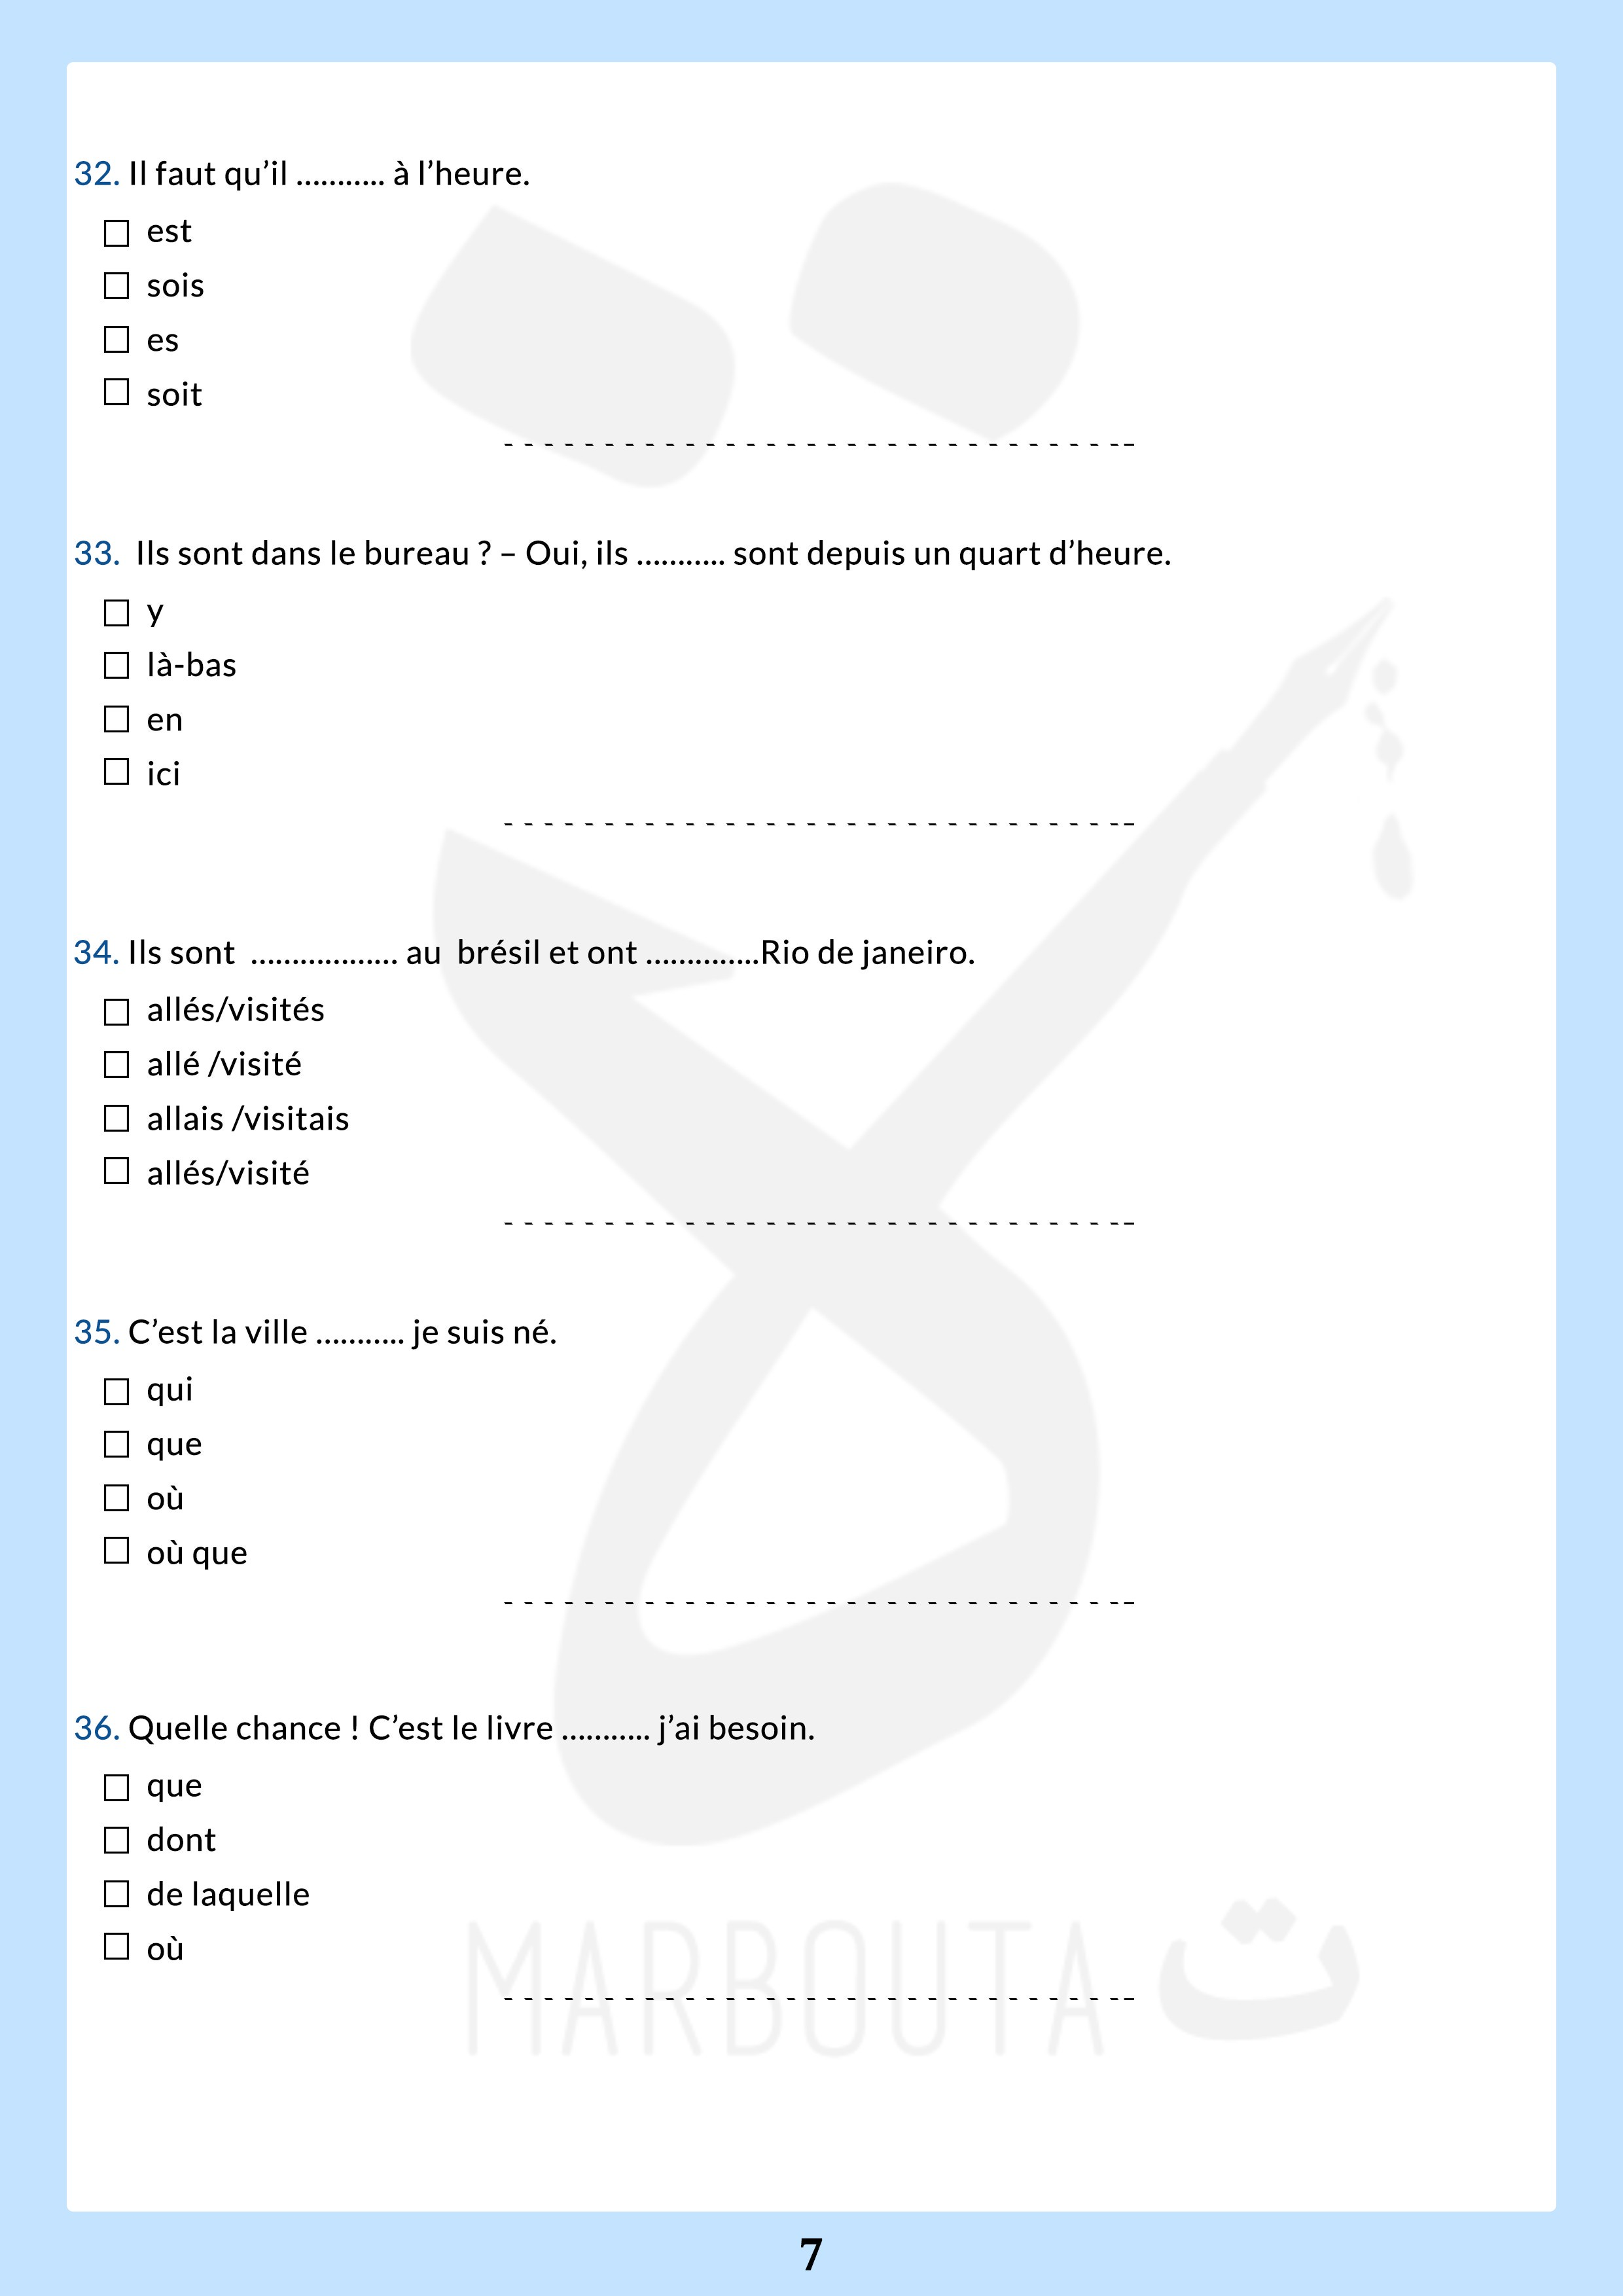 32. Il faut qu’il ........... à l’heure.
est
sois
es
soit
33. Ils sont dans le bureau ? – Oui, ils ........... sont depuis un quart d’heure.
y
là-bas
en
ici
34. Ils sont .................. au brésil et ont ..............Rio de janeiro.
allés/visités
allé /visité
allais /visitais
allés/visité
35. C’est la ville ........... je suis né.
qui
que
où
où que
36. Quelle chance ! C’est le livre ........... j’ai besoin.
que
dont
de laquelle
où
MARBOUTA ت
7